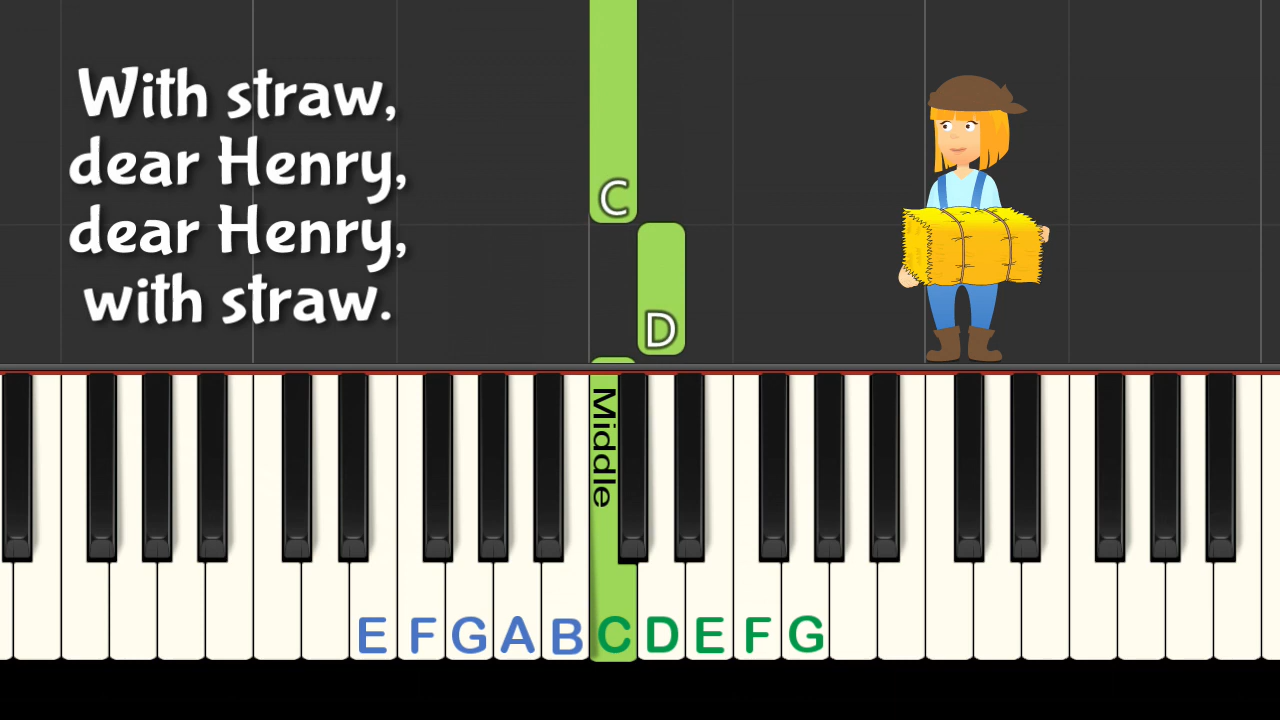 With straw,
dear Henry,
dear Henry,
with straw.
C
D
Middle
E F G A B C D E F G